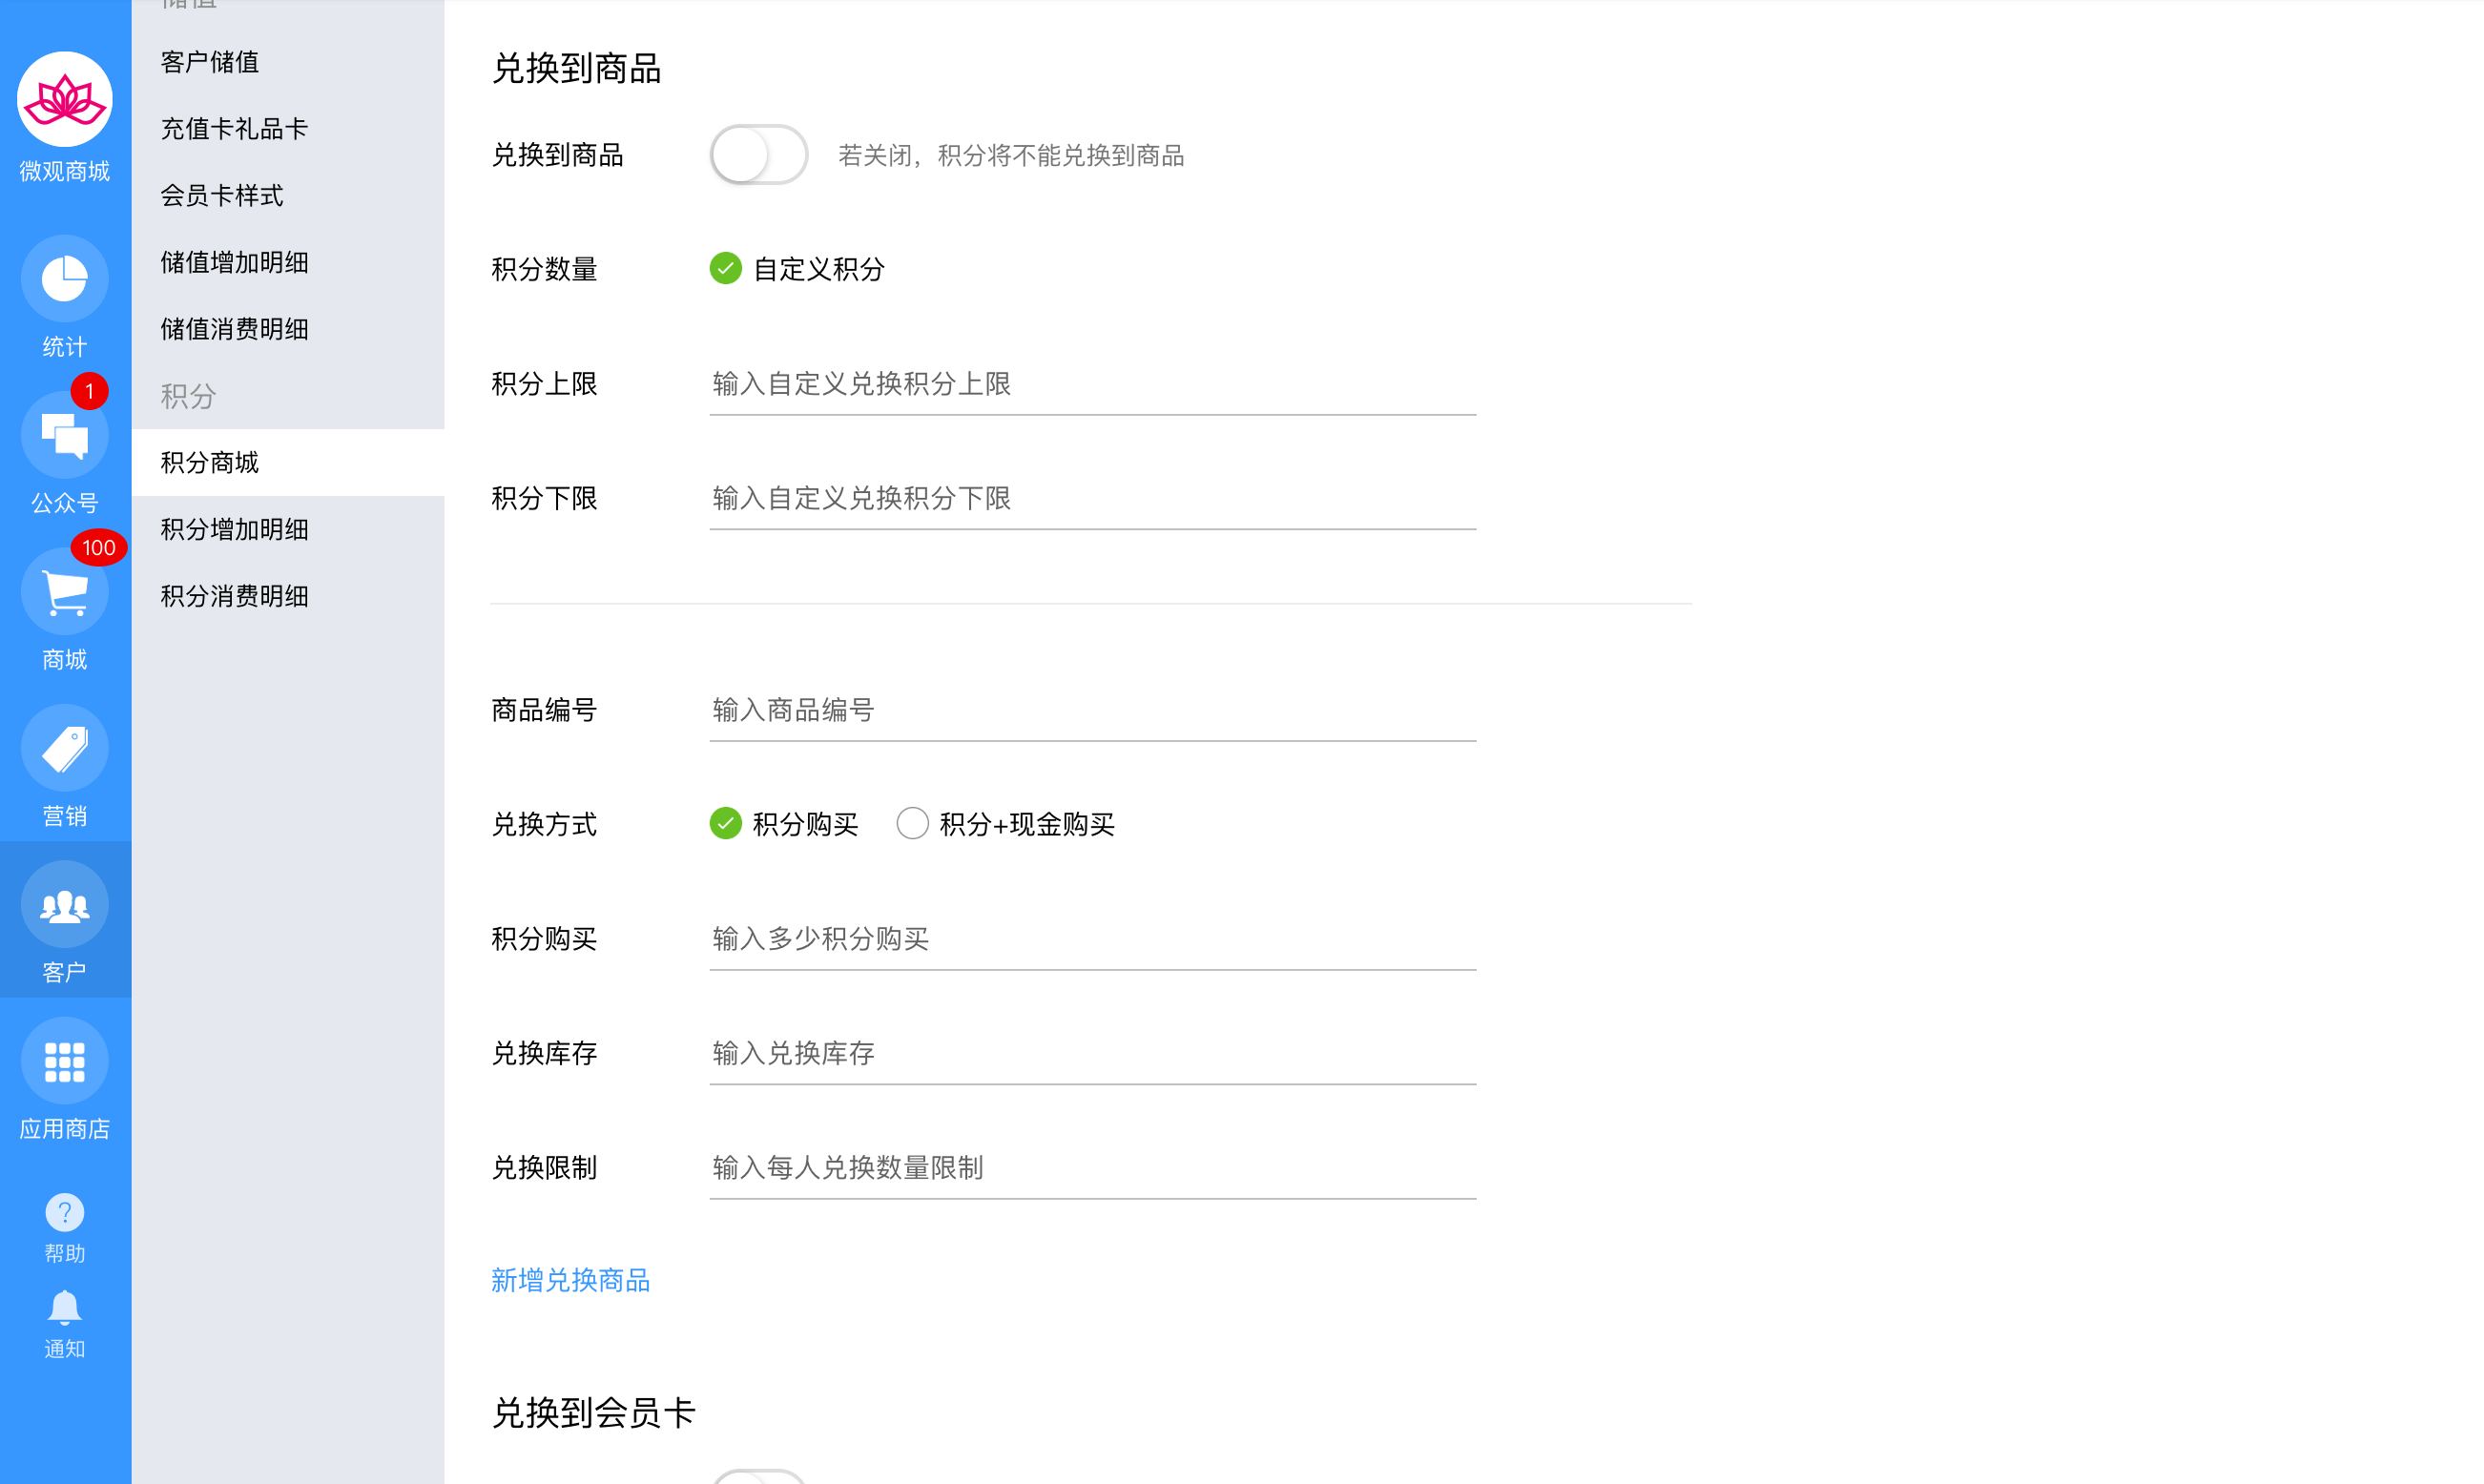 微观商城
统计
1
公众号
100
商城
营销
客户
应用商店
?
帮助
通知
储值
客户储值
充值卡礼品卡
会员卡样式
储值增加明细
储值消费明细
积分
积分商城
积分增加明细
积分消费明细
兑换到商品
兑换到商品 若关闭，积分将不能兑换到商品
积分数量 自定义积分
积分上限 输入自定义兑换积分上限
积分下限 输入自定义兑换积分下限
商品编号 输入商品编号
兑换方式 积分购买 积分+现金购买
积分购买 输入多少积分购买
兑换库存 输入兑换库存
兑换限制 输入每人兑换数量限制
新增兑换商品
兑换到会员卡